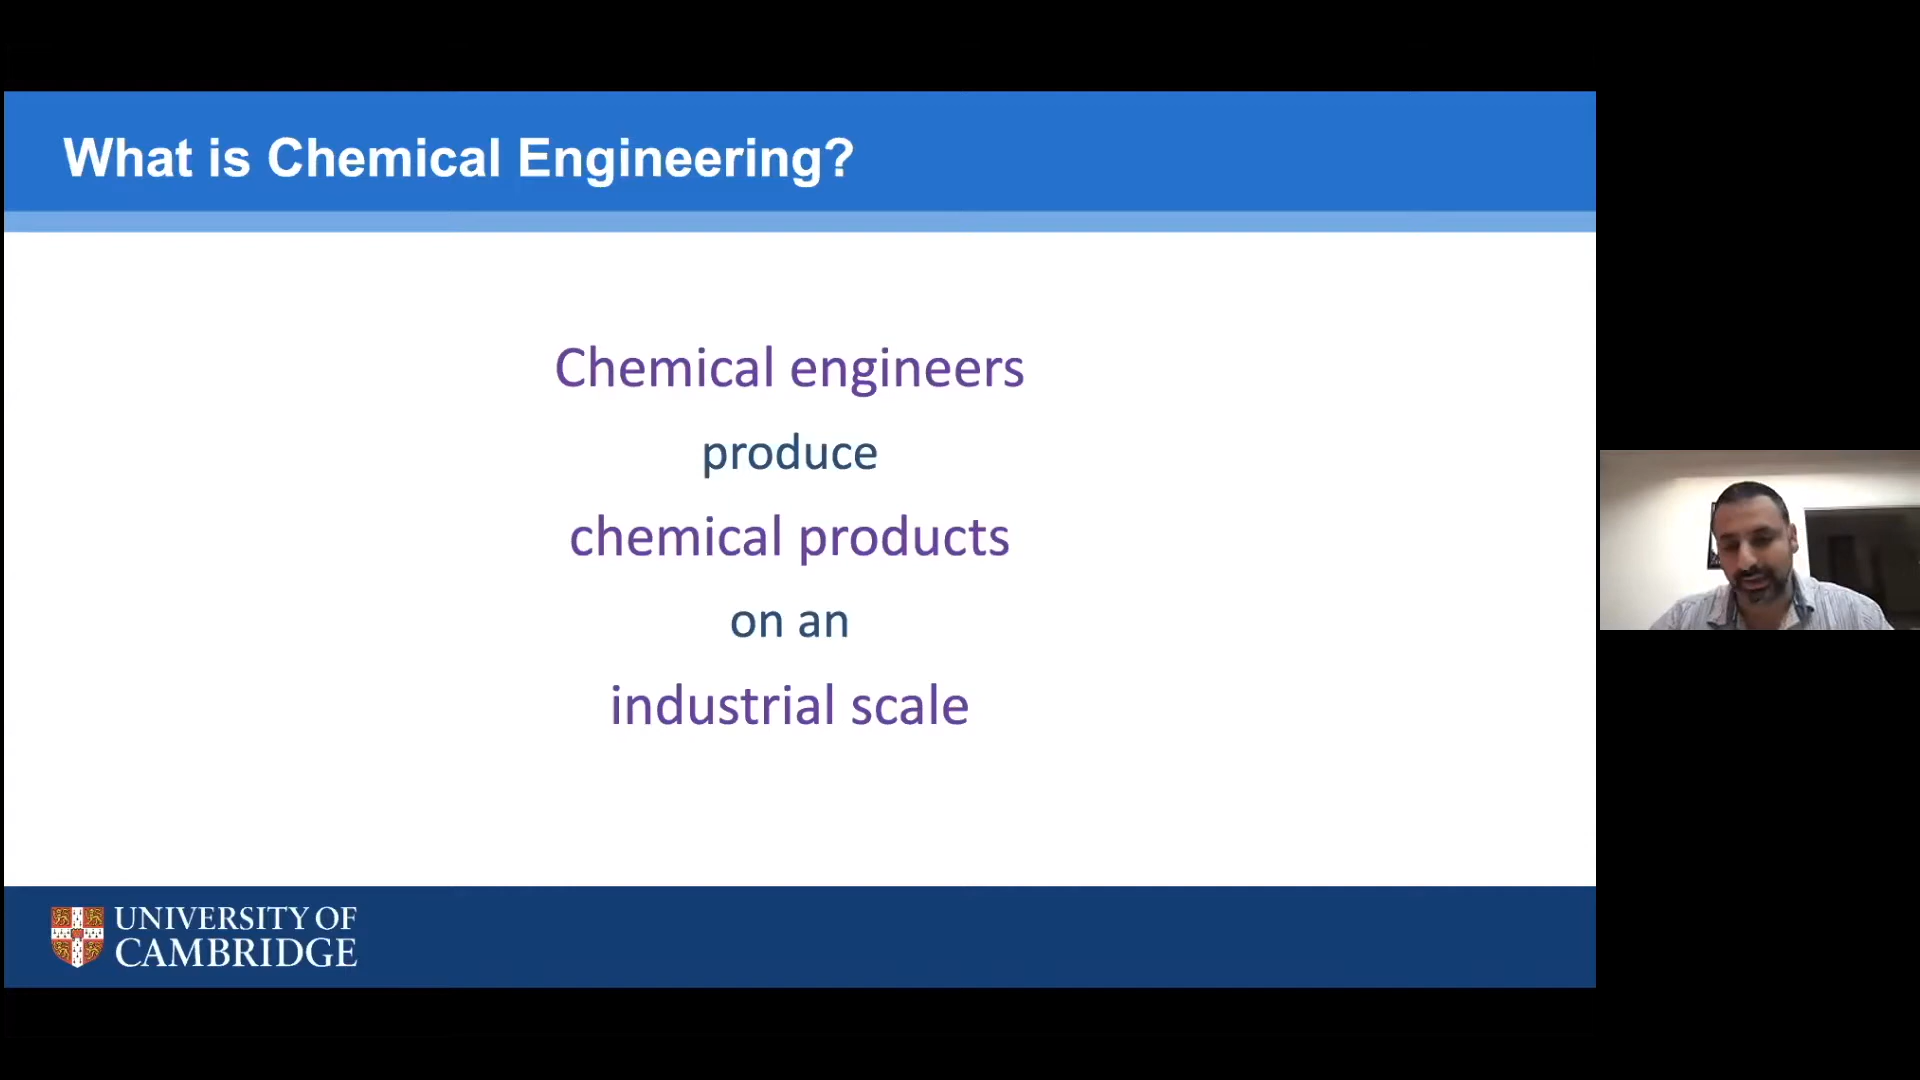 What is Chemical Engineering?
Chemical engineers
produce
chemical products
on an
industrial scale
UNIVERSITY OF
CAMBRIDGE